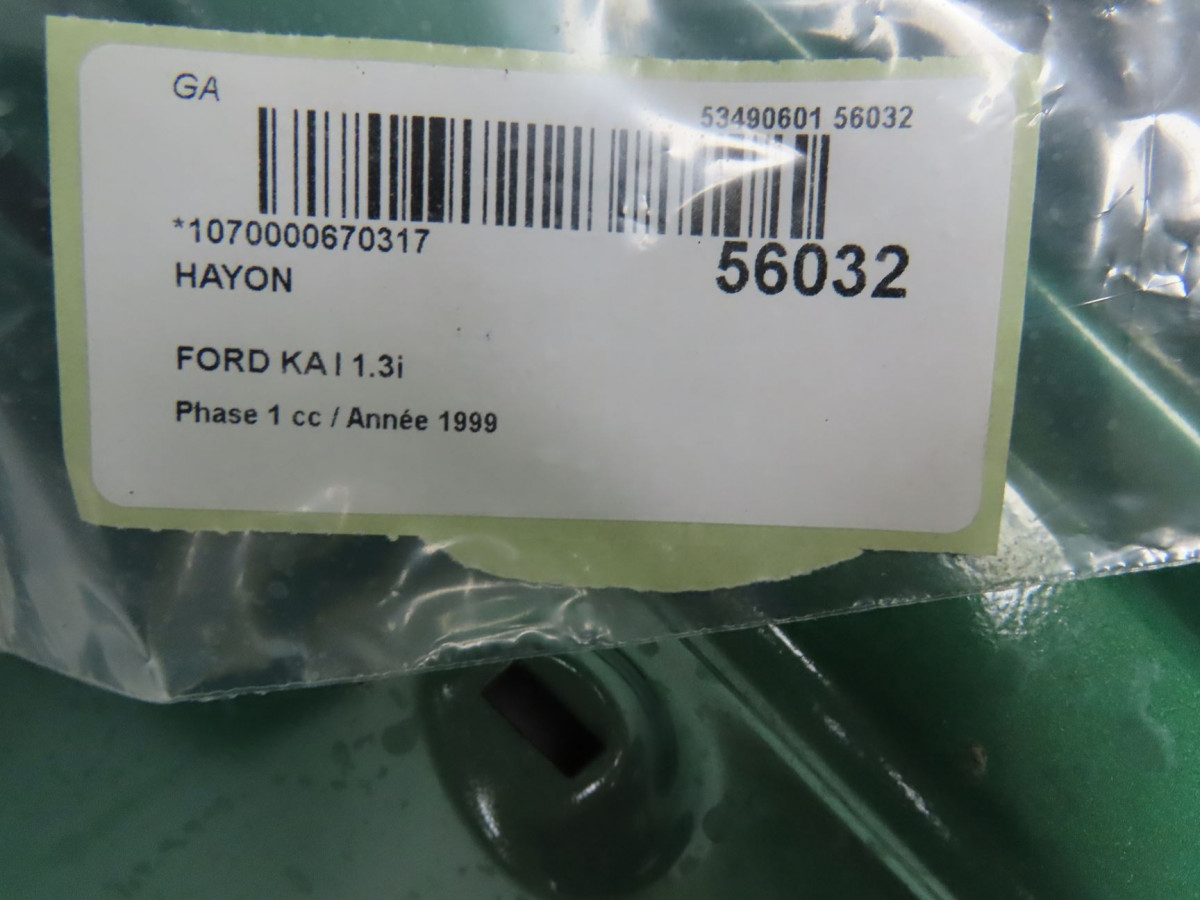 GA
53490601 56032
*1070000670317
56032
HAYON
FORD KA I 1.3i
Phase 1 cc / Année 1999